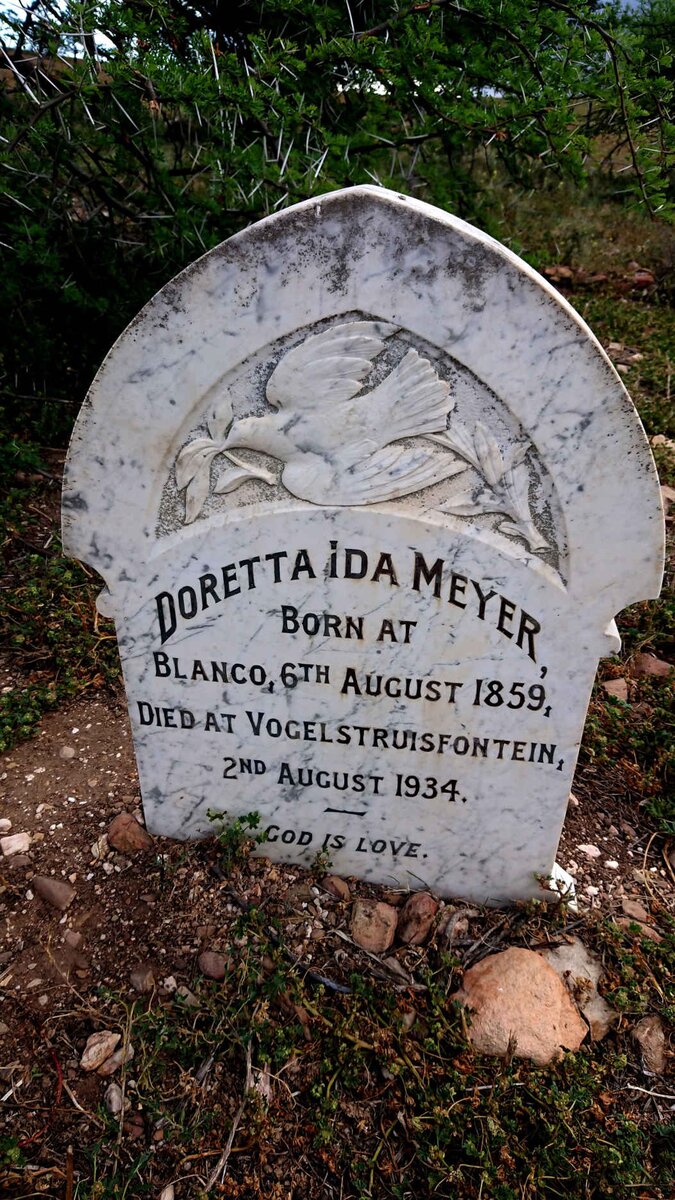 DORETTA IDA MEYER,
BORN AT
BLANCO, 6TH AUGUST 1859,
DIED AT VOGELSTRUISFONTEIN,
2ND AUGUST 1934.
GOD IS LOVE.